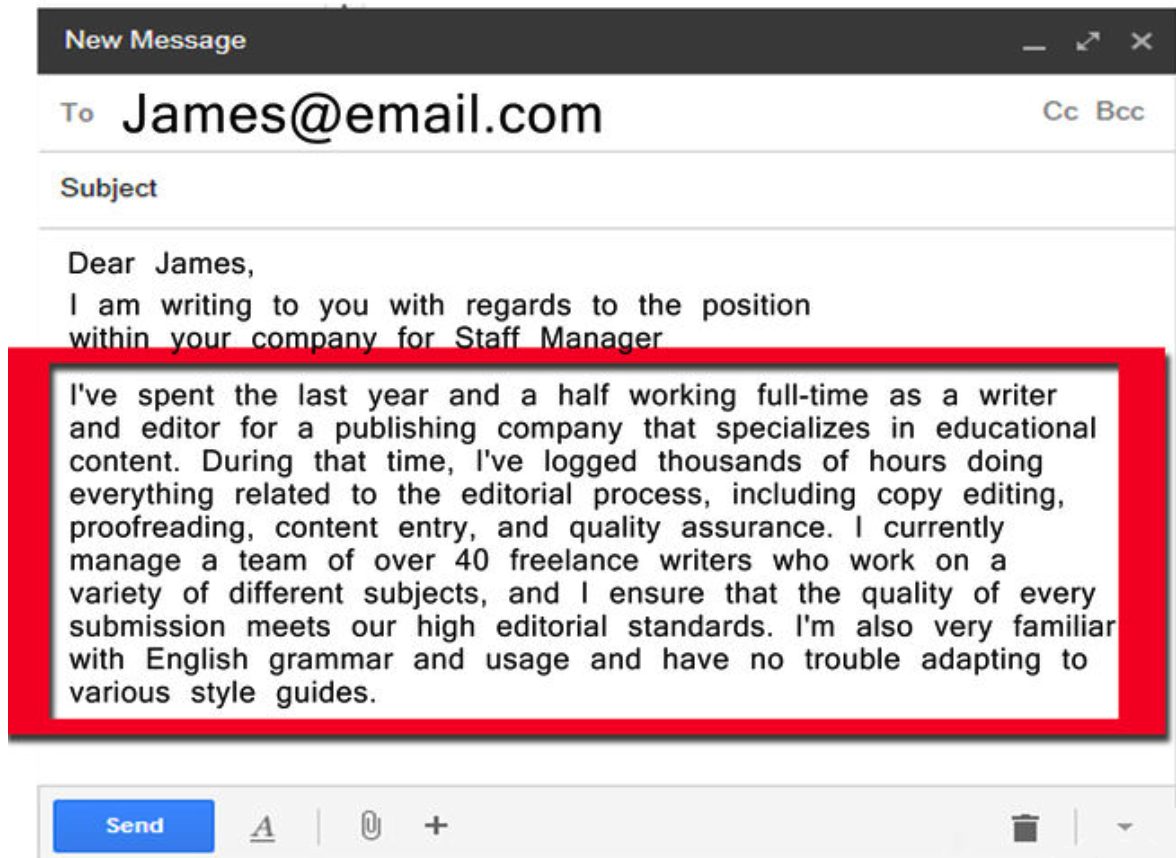 New Message
To James@email.com Cc Bcc
Subject
Dear James,
I am writing to you with regards to the position
within your company for Staff Manager
I've spent the last year and a half working full-time as a writer
and editor for a publishing company that specializes in educational
content. During that time, I've logged thousands of hours doing
everything related to the editorial process, including copy editing,
proofreading, content entry, and quality assurance. I currently
manage a team of over 40 freelance writers who work on a
variety of different subjects, and I ensure that the quality of every
submission meets our high editorial standards. I'm also very familiar
with English grammar and usage and have no trouble adapting to
various style guides.
Send A